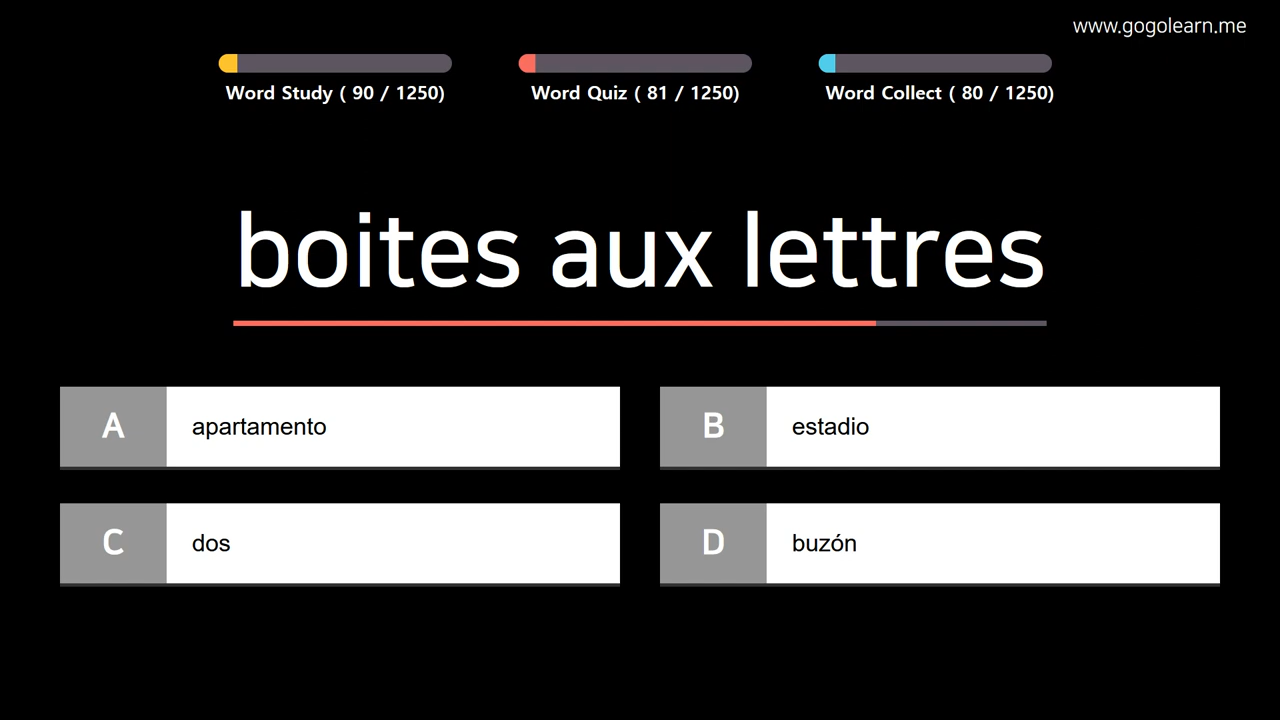 www.gogolearn.me
Word Study ( 90 / 1250)
Word Quiz ( 81 / 1250)
Word Collect ( 80 / 1250)
boites aux lettres
A apartamento
B estadio
C dos
D buzón